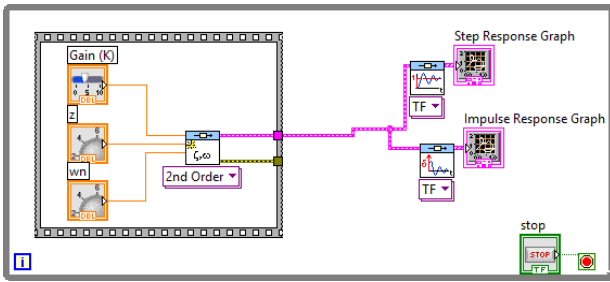 Step Response Graph
Gain (K)
0 5 10
DBL
TF
z
Impulse Response Graph
DBL
ζ,ω
2nd Order
TF
wn
DBL
stop
STOP
TF
i